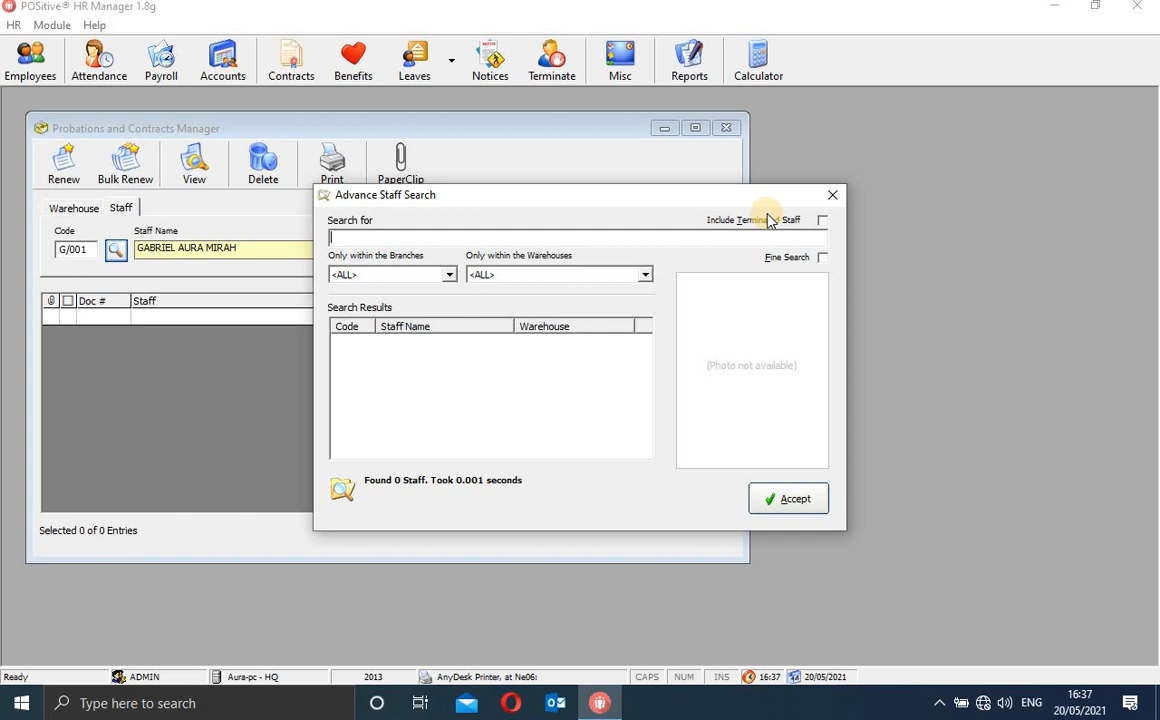 POSitive® HR Manager 1.8g
HR Module Help
Employees Attendance Payroll Accounts Contracts Benefits Leaves Notices Terminate Misc Reports Calculator
Probations and Contracts Manager
Renew Bulk Renew View Delete Print PaperClip
Advance Staff Search
Warehouse Staff
Search for
Include Staff
Code Staff Name
G/001 GABRIEL AURA MIRAH
Only within the Branches Only within the Warehouses
Fine Search
<ALL> <ALL>
Doc # Staff
Search Results
Code Staff Name Warehouse
(Photo not available)
Found 0 Staff. Took 0.001 seconds
Accept
Selected 0 of 0 Entries
Ready ADMIN Aura-pc - HQ 2013 AnyDesk Printer, at Ne06: CAPS NUM INS 16:37 20/05/2021
Type here to search
ENG
16:37
20/05/2021